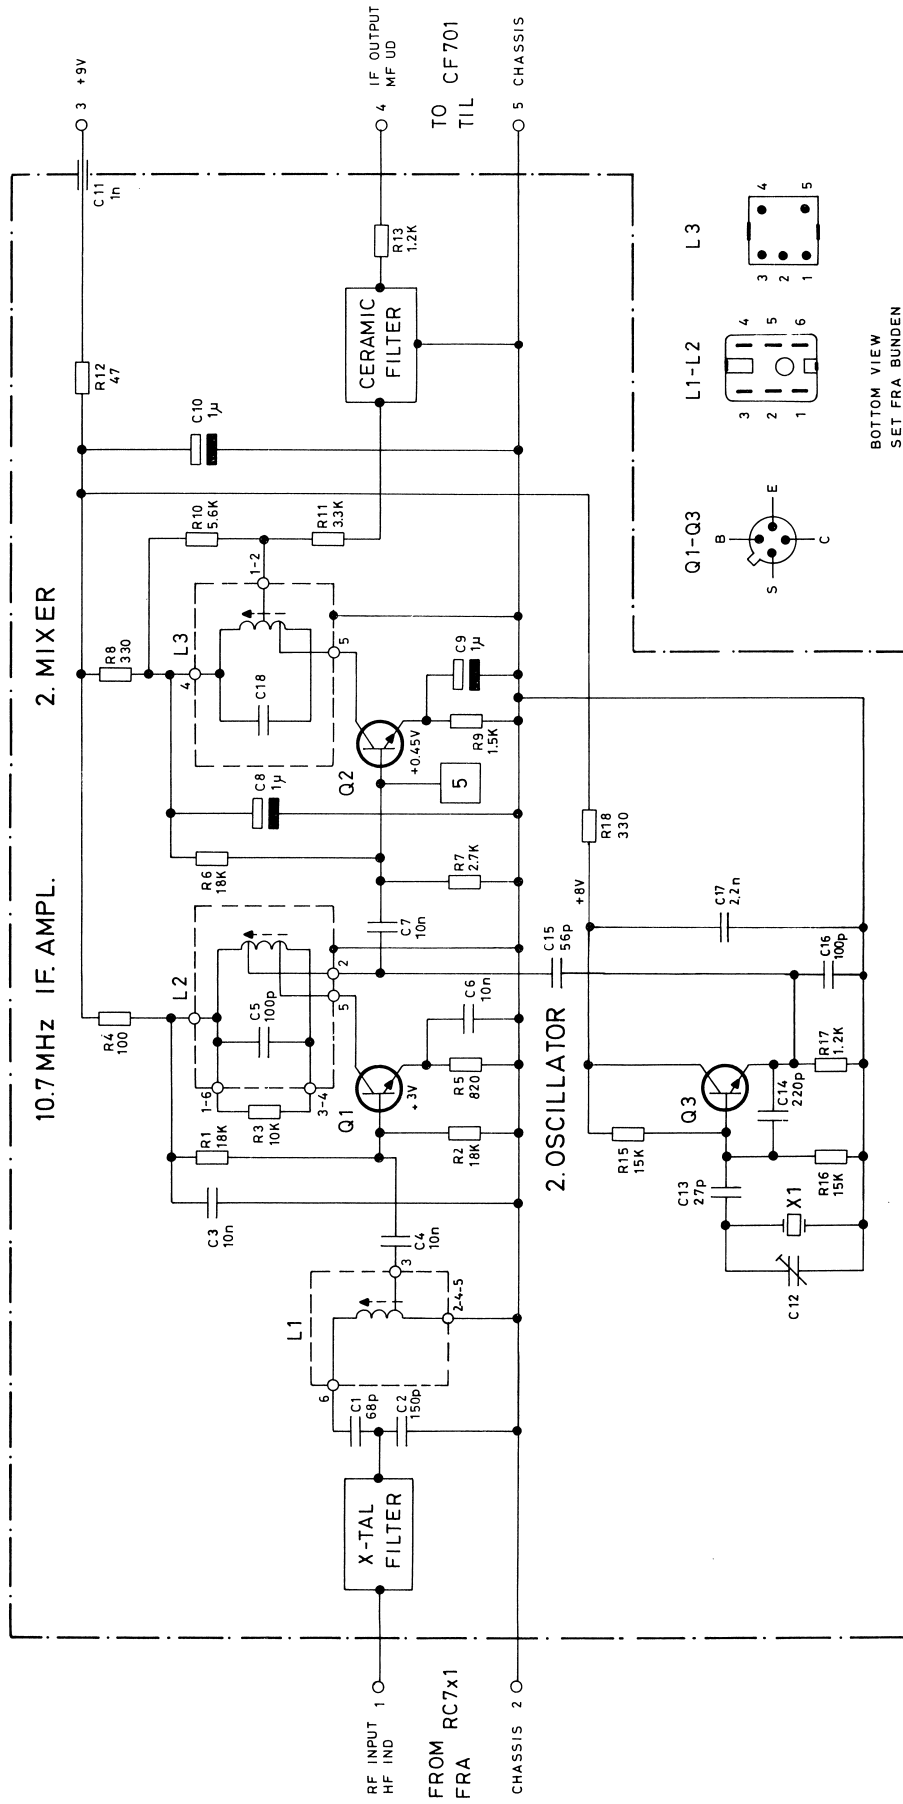 10.7 MHz IF. AMPL.
2. MIXER
R4
100
R8
330
R12
47
C11
1n
3 +9V
C3
10n
R1
18K
R3
10K
1-6
3-4
L2
C5
100p
5
2
R6
18K
C8
1µ
4
L3
C18
5
1-2
R10
5.6K
R11
3.3K
C10
1µ
RF INPUT
HF IND
1
FROM RC7x1
FRA
CHASSIS 2
X-TAL
FILTER
C1
68p
C2
150p
L1
6
3
2-4-5
C4
10n
Q1
+3V
R2
18K
R5
820
C6
10n
C7
10n
R7
2.7K
Q2
+0.45V
5
R9
1.5K
C9
1µ
CERAMIC
FILTER
R13
1.2K
4
IF OUTPUT
MF UD
TO CF701
TIL
5 CHASSIS
2. OSCILLATOR
C15
56p
+8V
R18
330
R15
15K
Q3
C13
27p
C14
220p
C17
2.2n
C12
X1
R16
15K
R17
1.2K
C16
100p
Q1-Q3
B
E
S
C
L1-L2
3
2
1
4
5
6
L3
3
2
1
4
5
BOTTOM VIEW
SET FRA BUNDEN